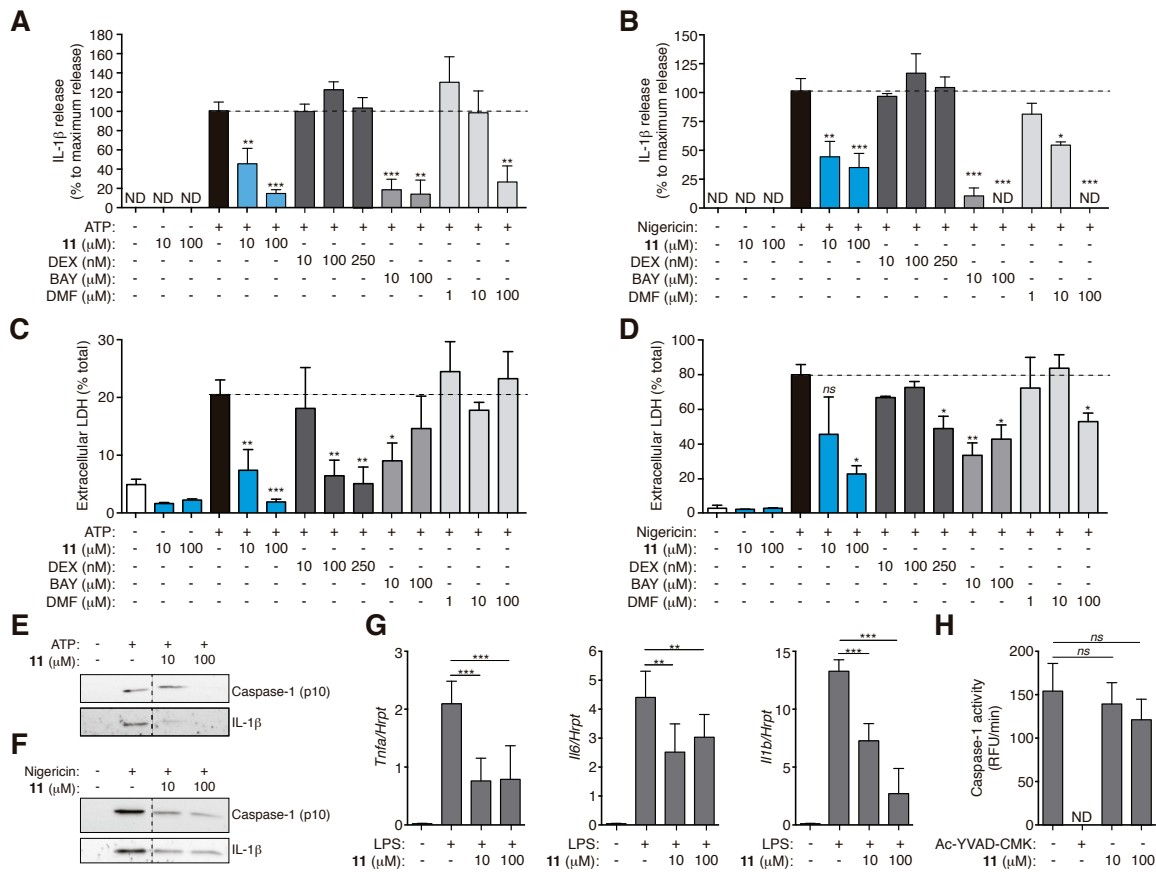 A
IL-1β release
(% to maximum release)
180
160
140
120
100
80
60
40
20
0
ND ND ND
** *** *** ** **
ATP: - - - + + + + + + + + + + +
11 (μM): - 10 100 - 10 100 - - - - - - - -
DEX (nM): - - - - - - 10 100 250 - - - - -
BAY (μM): - - - - - - - - - 10 100 - - -
DMF (μM): - - - - - - - - - - - 1 10 100
B
IL-1β release
(% to maximum release)
150
125
100
75
50
25
0
ND ND ND
** *** *** *** * ***
ND ND
Nigericin: - - - + + + + + + + + + + +
11 (μM): - 10 100 - 10 100 - - - - - - - -
DEX (nM): - - - - - - 10 100 250 - - - - -
BAY (μM): - - - - - - - - - 10 100 - - -
DMF (μM): - - - - - - - - - - - 1 10 100
C
Extracellular LDH (% total)
30
20
10
0
** *** ** ** *
ATP: - - - + + + + + + + + + + +
11 (μM): - 10 100 - 10 100 - - - - - - - -
DEX (nM): - - - - - - 10 100 250 - - - - -
BAY (μM): - - - - - - - - - 10 100 - - -
DMF (μM): - - - - - - - - - - - 1 10 100
D
Extracellular LDH (% total)
100
80
60
40
20
0
ns * * ** * *
Nigericin: - - - + + + + + + + + + + +
11 (μM): - 10 100 - 10 100 - - - - - - - -
DEX (nM): - - - - - - 10 100 250 - - - - -
BAY (μM): - - - - - - - - - 10 100 - - -
DMF (μM): - - - - - - - - - - - 1 10 100
E
ATP: - + + +
11 (μM): - - 10 100
Caspase-1 (p10)
IL-1β
F
Nigericin: - + + +
11 (μM): - - 10 100
Caspase-1 (p10)
IL-1β
G
Tnfa/Hrpt
3
2
1
0
***
***
LPS: - + + +
11 (μM): - - 10 100
Il6/Hrpt
6
5
4
3
2
1
0
**
**
LPS: - + + +
11 (μM): - - 10 100
Il1b/Hrpt
15
10
5
0
***
***
LPS: - + + +
11 (μM): - - 10 100
H
Caspase-1 activity
(RFU/min)
200
150
100
50
0
ns
ns
ND
Ac-YVAD-CMK: - + - -
11 (μM): - - 10 100